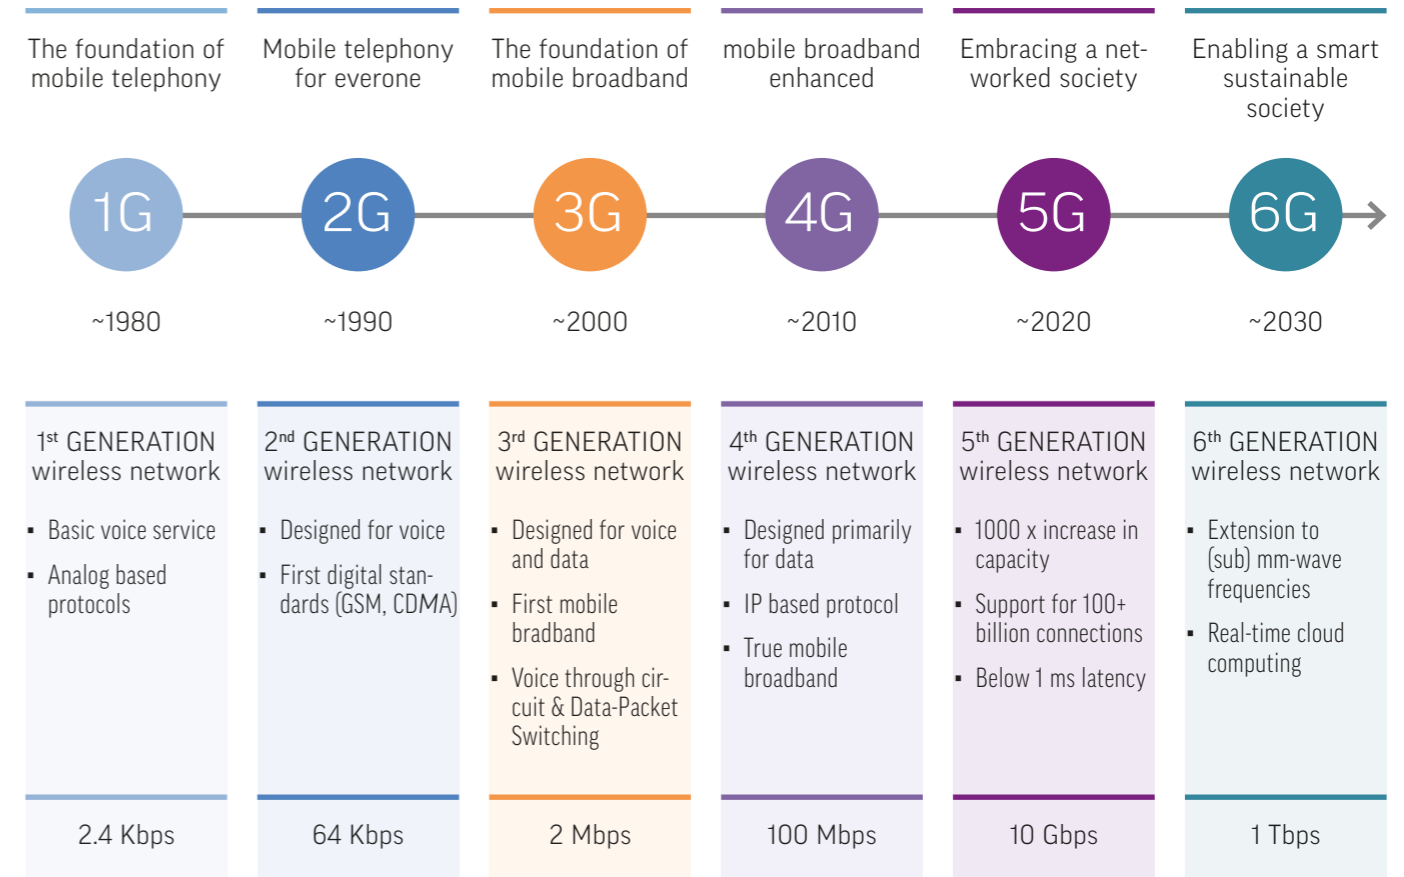 The foundation of
mobile telephony
Mobile telephony
for everone
The foundation of
mobile broadband
mobile broadband
enhanced
Embracing a net-
worked society
Enabling a smart
sustainable
society
1G
2G
3G
4G
5G
6G
~1980
~1990
~2000
~2010
~2020
~2030
1st GENERATION
wireless network
▪ Basic voice service
▪ Analog based
protocols
2.4 Kbps
2nd GENERATION
wireless network
▪ Designed for voice
▪ First digital stan-
dards (GSM, CDMA)
64 Kbps
3rd GENERATION
wireless network
▪ Designed for voice
and data
▪ First mobile
bradband
▪ Voice through cir-
cuit & Data-Packet
Switching
2 Mbps
4th GENERATION
wireless network
▪ Designed primarily
for data
▪ IP based protocol
▪ True mobile
broadband
100 Mbps
5th GENERATION
wireless network
▪ 1000 x increase in
capacity
▪ Support for 100+
billion connections
▪ Below 1 ms latency
10 Gbps
6th GENERATION
wireless network
▪ Extension to
(sub) mm-wave
frequencies
▪ Real-time cloud
computing
1 Tbps